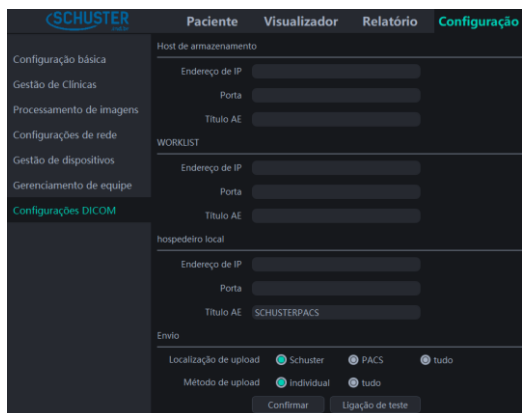 SCHUSTER
Paciente Visualizador Relatório Configuração
Configuração básica
Gestão de Clínicas
Processamento de imagens
Configurações de rede
Gestão de dispositivos
Gerenciamento de equipe
Configurações DICOM
Host de armazenamento
Endereço de IP
Porta
Título AE
WORKLIST
Endereço de IP
Porta
Título AE
hospedeiro local
Endereço de IP
Porta
Título AE SCHUSTERPACS
Envio
Localização de upload Schuster PACS tudo
Método de upload individual tudo
Confirmar Ligação de teste